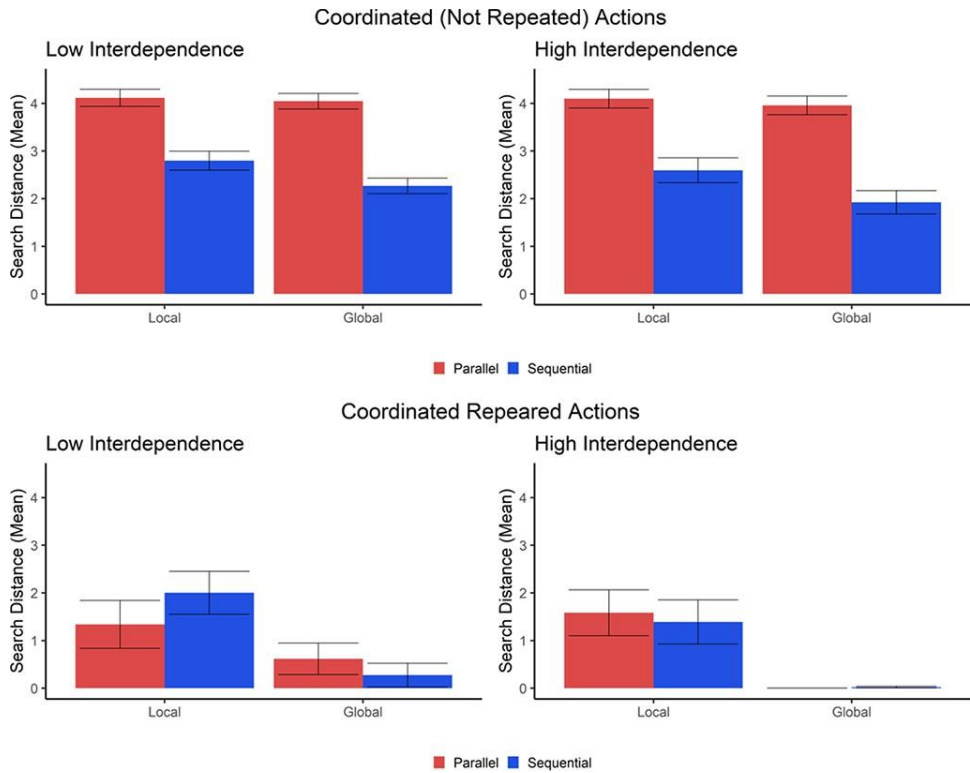 Coordinated (Not Repeated) Actions
Low Interdependence
Search Distance (Mean)
4
3
2
1
0
Local
Global
High Interdependence
Search Distance (Mean)
4
3
2
1
0
Local
Global
Parallel
Sequential
Coordinated Repeared Actions
Low Interdependence
Search Distance (Mean)
4
3
2
1
0
Local
Global
High Interdependence
Search Distance (Mean)
4
3
2
1
0
Local
Global
Parallel
Sequential